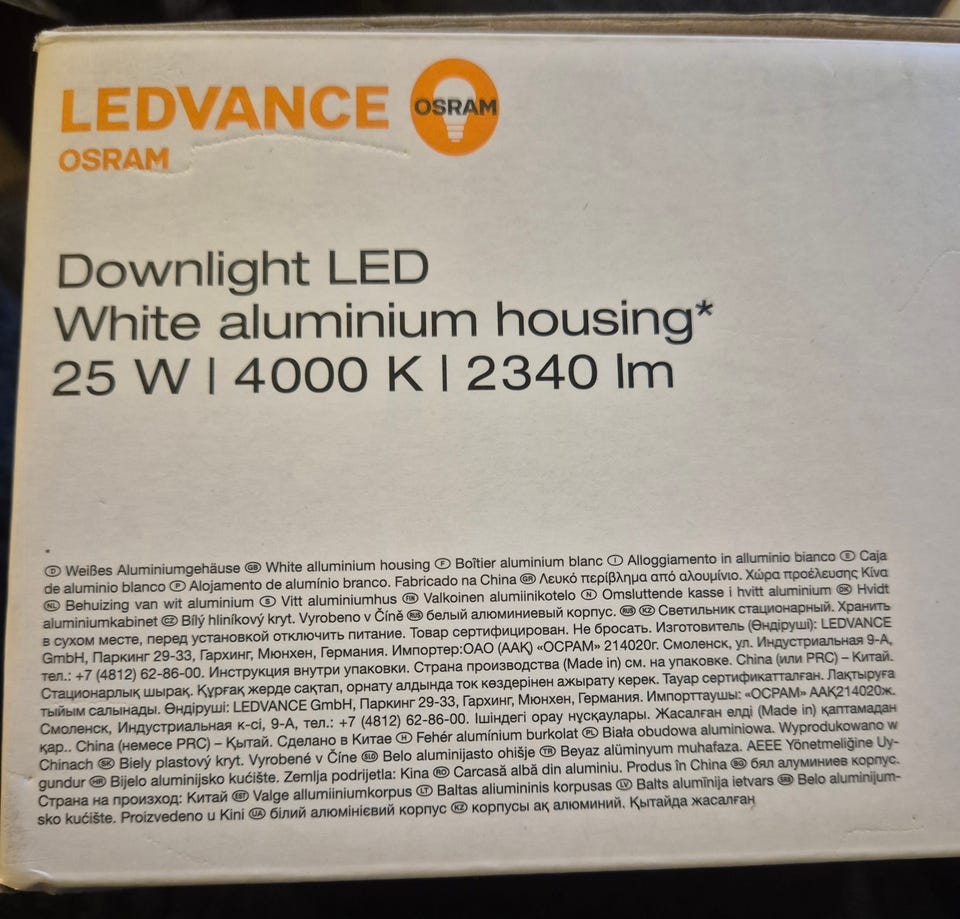 LEDVANCE
OSRAM
OSRAM
Downlight LED
White aluminium housing*
25 W | 4000 K | 2340 lm
* 
D Weißes Aluminiumgehäuse GB White alluminium housing F Boîtier aluminium blanc I Alloggiamento in alluminio bianco E Caja
de aluminio blanco P Alojamento de alumínio branco. Fabricado na China GR Λευκό περίβλημα από αλουμίνιο. Χώρα προέλευσης Κίνα
NL Behuizing van wit aluminium S Vitt aluminiumhus FIN Valkoinen alumiinikotelo N Omsluttende kasse i hvitt aluminium DK Hvidt
aluminiumkabinet CZ Bílý hliníkový kryt. Vyrobeno v Číně RUS белый алюминиевый корпус. RUS KZ Светильник стационарный. Хранить
в сухом месте, перед установкой отключить питание. Товар сертифицирован. Не бросать. Изготовитель (Өндіруші): LEDVANCE
GmbH, Паркинг 29-33, Гархинг, Мюнхен, Германия. Импортер:ОАО (ААҚ) «ОСРАМ» 214020г. Смоленск, ул. Индустриальная 9-А,
тел.: +7 (4812) 62-86-00. Инструкция внутри упаковки. Страна производства (Made in) см. на упаковке. China (или PRC) – Китай.
Стационарлық шырақ. Құрғақ жерде сақтап, орнату алдында ток көздерінен ажырату керек. Тауар сертификатталған. Лақтыруға
тыйым салынады. Өндіруші: LEDVANCE GmbH, Паркинг 29-33, Гархинг, Мюнхен, Германия. Импорттаушы: «ОСРАМ» ААҚ214020ж.
Смоленск, Индустриальная к-сі, 9-А, тел.: +7 (4812) 62-86-00. Ішіндегі орау нұсқаулары. Жасалған елді (Made in) қаптамадан
қар.. China (немесе PRC) – Қытай. Сделано в Китае H Fehér alumínium burkolat PL Biała obudowa aluminiowa. Wyprodukowano w
Chinach SK Biely plastový kryt. Vyrobené v Číne SLO Belo aluminijasto ohišje TR Beyaz alüminyum muhafaza. AEEE Yönetmeliğine Uy-
gundur HR Bijelo aluminijsko kućište. Zemlja podrijetla: Kina RO Carcasă albă din aluminiu. Produs în China BG бял алуминиев корпус.
Страна на произход: Китай EST Valge allumiiniumkorpus LT Baltas aliumininis korpusas LV Balts alumīnija ietvars SRB Belo aluminijum-
sko kućište. Proizvedeno u Kini UA білий алюмінієвий корпус KZ корпусы ақ алюминий. Қытайда жасалған